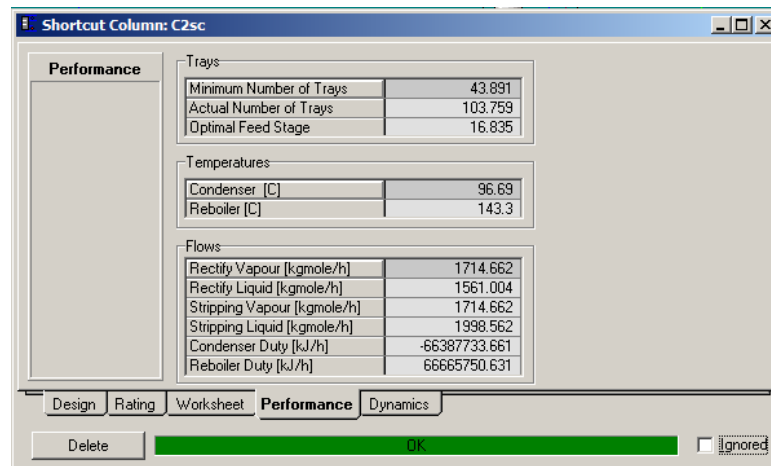 Shortcut Column: C2sc
Performance
Trays
Minimum Number of Trays 43.891
Actual Number of Trays 103.759
Optimal Feed Stage 16.835
Temperatures
Condenser [C] 96.69
Reboiler [C] 143.3
Flows
Rectify Vapour [kgmole/h] 1714.662
Rectify Liquid [kgmole/h] 1561.004
Stripping Vapour [kgmole/h] 1714.662
Stripping Liquid [kgmole/h] 1998.562
Condenser Duty [kJ/h] -66387733.661
Reboiler Duty [kJ/h] 66665750.631
Design Rating Worksheet Performance Dynamics
Delete OK Ignored